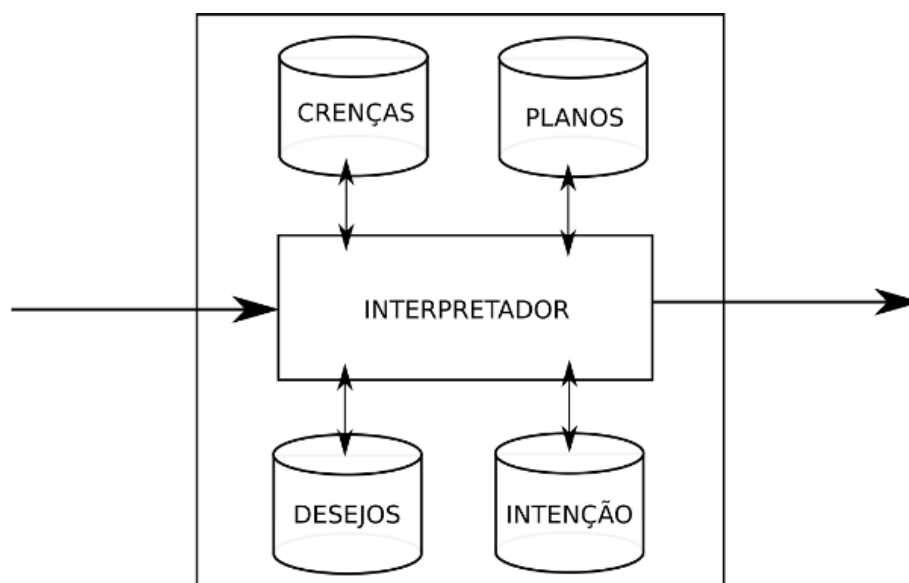 CRENÇAS
PLANOS
INTERPRETADOR
DESEJOS
INTENÇÃO